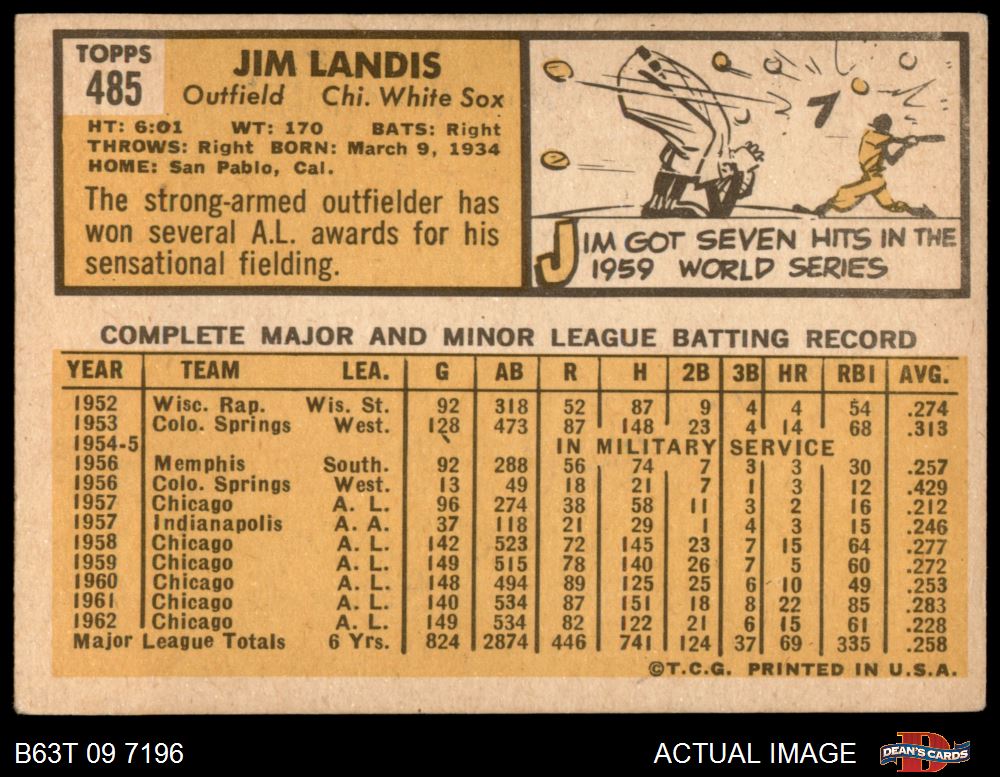 TOPPS
485
JIM LANDIS
Outfield Chi. White Sox
HT: 6:01 WT: 170 BATS: Right
THROWS: Right BORN: March 9, 1934
HOME: San Pablo, Cal.
The strong-armed outfielder has
won several A.L. awards for his
sensational fielding.
7
JIM GOT SEVEN HITS IN THE
1959 WORLD SERIES
COMPLETE MAJOR AND MINOR LEAGUE BATTING RECORD
YEAR TEAM LEA. G AB R H 2B 3B HR RBI AVG.
1952 Wisc. Rap. Wis. St. 92 318 52 87 9 4 4 54 .274
1953 Colo. Springs West. 128 473 87 148 23 4 14 68 .313
1954-5 IN MILITARY SERVICE
1956 Memphis South. 92 288 56 74 7 3 3 30 .257
1956 Colo. Springs West. 13 49 18 21 7 1 3 12 .429
1957 Chicago A. L. 96 274 38 58 11 3 2 16 .212
1957 Indianapolis A. A. 37 118 21 29 1 4 3 15 .246
1958 Chicago A. L. 142 523 72 145 23 7 15 64 .277
1959 Chicago A. L. 149 515 78 140 26 7 5 60 .272
1960 Chicago A. L. 148 494 89 125 25 6 10 49 .253
1961 Chicago A. L. 140 534 87 151 18 8 22 85 .283
1962 Chicago A. L. 149 534 82 122 21 6 15 61 .228
Major League Totals 6 Yrs. 824 2874 446 741 124 37 69 335 .258
©T.C.G. PRINTED IN U.S.A.
B63T 09 7196
ACTUAL IMAGE
D
DEAN'S CARDS